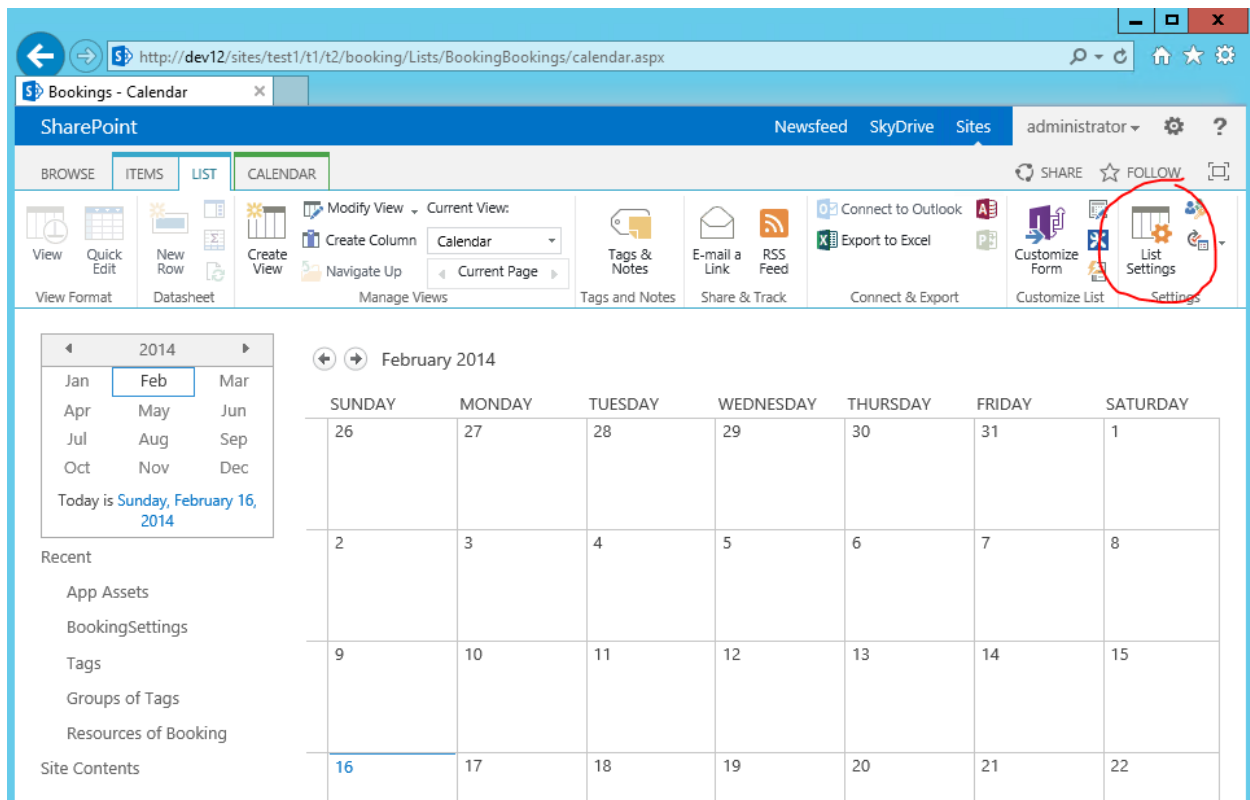 http://dev12/sites/test1/t1/t2/booking/Lists/BookingBookings/calendar.aspx
Bookings - Calendar
SharePoint Newsfeed SkyDrive Sites administrator ?
BROWSE ITEMS LIST CALENDAR SHARE FOLLOW
View
Quick
Edit
View Format
New
Row
Datasheet
Create
View
Modify View
Create Column
Navigate Up
Current View:
Calendar
Current Page
Manage Views
Tags &
Notes
Tags and Notes
E-mail a
Link
RSS
Feed
Share & Track
Connect to Outlook
Export to Excel
Connect & Export
Customize
Form
Customize List
List
Settings
Settings
2014
Jan Feb Mar
Apr May Jun
Jul Aug Sep
Oct Nov Dec
Today is Sunday, February 16,
2014
Recent
App Assets
BookingSettings
Tags
Groups of Tags
Resources of Booking
Site Contents
February 2014
SUNDAY MONDAY TUESDAY WEDNESDAY THURSDAY FRIDAY SATURDAY
26 27 28 29 30 31 1
2 3 4 5 6 7 8
9 10 11 12 13 14 15
16 17 18 19 20 21 22